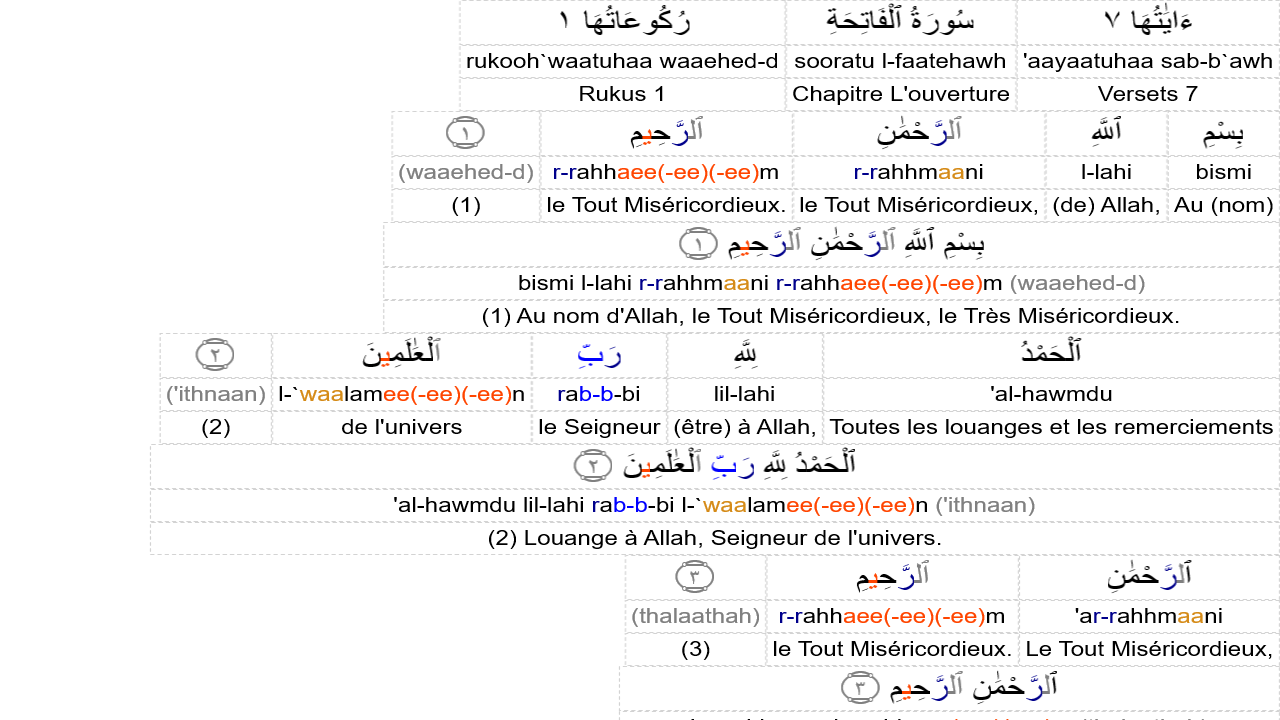 ءَايَٰتُهَا ٧ سُورَةُ ٱلْفَاتِحَةِ رُكُوعَاتُهَا ١
rukooh`waatuhaa waaehed-d sooratu l-faatehawh 'aayaatuhaa sab-b`awh
Rukus 1 Chapitre L'ouverture Versets 7
بِسْمِ ٱللَّهِ ٱلرَّحْمَٰنِ ٱلرَّحِيمِ ١
(waaehed-d) r-rahhaee(-ee)(-ee)m r-rahhmaani l-lahi bismi
(1) le Tout Miséricordieux. le Tout Miséricordieux, (de) Allah, Au (nom)
بِسْمِ ٱللَّهِ ٱلرَّحْمَٰنِ ٱلرَّحِيمِ ١
bismi l-lahi r-rahhmaani r-rahhaee(-ee)(-ee)m (waaehed-d)
(1) Au nom d'Allah, le Tout Miséricordieux, le Très Miséricordieux.
ٱلْحَمْدُ لِلَّهِ رَبِّ ٱلْعَٰلَمِينَ ٢
('ithnaan) l-`waalamee(-ee)(-ee)n rab-b-bi lil-lahi 'al-hawmdu
(2) de l'univers le Seigneur (être) à Allah, Toutes les louanges et les remerciements
ٱلْحَمْدُ لِلَّهِ رَبِّ ٱلْعَٰلَمِينَ ٢
'al-hawmdu lil-lahi rab-b-bi l-`waalamee(-ee)(-ee)n ('ithnaan)
(2) Louange à Allah, Seigneur de l'univers.
ٱلرَّحْمَٰنِ ٱلرَّحِيمِ ٣
(thalaathah) r-rahhaee(-ee)(-ee)m 'ar-rahhmaani
(3) le Tout Miséricordieux. Le Tout Miséricordieux,
ٱلرَّحْمَٰنِ ٱلرَّحِيمِ ٣